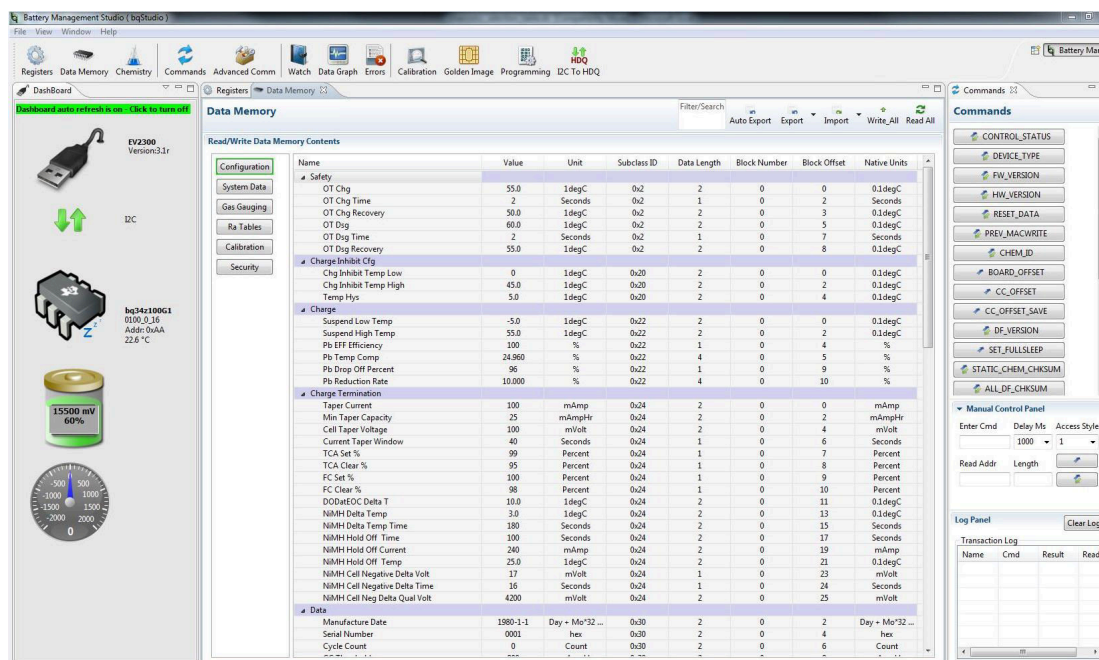 Battery Management Studio ( bqStudio )
File View Window Help
Registers Data Memory Chemistry Commands Advanced Comm Watch Data Graph Errors Calibration Golden Image Programming I2C To HDQ
HDQ
Battery Mar
DashBoard
Registers Data Memory
Commands
Dashboard auto refresh is on - Click to turn off
EV2300
Version:3.1r
I2C
bq34z100G1
0100_0_16
Addr: 0xAA
22.6 °C
Z z
15500 mV
60%
-500 500
-1000 1000
-1500 1500
-2000 2000
0
Data Memory
Filter/Search
Auto Export Export Import Write_All Read All
Read/Write Data Memory Contents
Configuration
System Data
Gas Gauging
Ra Tables
Calibration
Security
Name Value Unit Subclass ID Data Length Block Number Block Offset Native Units
Safety
OT Chg 55.0 1degC 0x2 2 0 0 0.1degC
OT Chg Time 2 Seconds 0x2 1 0 2 Seconds
OT Chg Recovery 50.0 1degC 0x2 2 0 3 0.1degC
OT Dsg 60.0 1degC 0x2 2 0 5 0.1degC
OT Dsg Time 2 Seconds 0x2 1 0 7 Seconds
OT Dsg Recovery 55.0 1degC 0x2 2 0 8 0.1degC
Charge Inhibit Cfg
Chg Inhibit Temp Low 0 1degC 0x20 2 0 0 0.1degC
Chg Inhibit Temp High 45.0 1degC 0x20 2 0 2 0.1degC
Temp Hys 5.0 1degC 0x20 2 0 4 0.1degC
Charge
Suspend Low Temp -5.0 1degC 0x22 2 0 0 0.1degC
Suspend High Temp 55.0 1degC 0x22 2 0 2 0.1degC
Pb EFF Efficiency 100 % 0x22 1 0 4 %
Pb Temp Comp 24.960 % 0x22 4 0 5 %
Pb Drop Off Percent 96 % 0x22 1 0 9 %
Pb Reduction Rate 10.000 % 0x22 4 0 10 %
Charge Termination
Taper Current 100 mAmp 0x24 2 0 0 mAmp
Min Taper Capacity 25 mAmpHr 0x24 2 0 2 mAmpHr
Cell Taper Voltage 100 mVolt 0x24 2 0 4 mVolt
Current Taper Window 40 Seconds 0x24 1 0 6 Seconds
TCA Set % 99 Percent 0x24 1 0 7 Percent
TCA Clear % 95 Percent 0x24 1 0 8 Percent
FC Set % 100 Percent 0x24 1 0 9 Percent
FC Clear % 98 Percent 0x24 1 0 10 Percent
DODatEOC Delta T 10.0 1degC 0x24 2 0 11 0.1degC
NiMH Delta Temp 3.0 1degC 0x24 2 0 13 0.1degC
NiMH Delta Temp Time 180 Seconds 0x24 2 0 15 Seconds
NiMH Hold Off Time 100 Seconds 0x24 2 0 17 Seconds
NiMH Hold Off Current 240 mAmp 0x24 2 0 19 mAmp
NiMH Hold Off Temp 25.0 1degC 0x24 2 0 21 0.1degC
NiMH Cell Negative Delta Volt 17 mVolt 0x24 1 0 23 mVolt
NiMH Cell Negative Delta Time 16 Seconds 0x24 1 0 24 Seconds
NiMH Cell Neg Delta Qual Volt 4200 mVolt 0x24 2 0 25 mVolt
Data
Manufacture Date 1980-1-1 Day + Mo*32 ... 0x30 2 0 2 Day + Mo*32 ...
Serial Number 0001 hex 0x30 2 0 4 hex
Cycle Count 0 Count 0x30 2 0 6 Count
Commands
CONTROL_STATUS
DEVICE_TYPE
FW_VERSION
HW_VERSION
RESET_DATA
PREV_MACWRITE
CHEM_ID
BOARD_OFFSET
CC_OFFSET
CC_OFFSET_SAVE
DF_VERSION
SET_FULLSLEEP
STATIC_CHEM_CHKSUM
ALL_DF_CHKSUM
Manual Control Panel
Enter Cmd Delay Ms Access Style
1000 1
Read Addr Length
Log Panel Clear Log
Transaction Log
Name Cmd Result Read